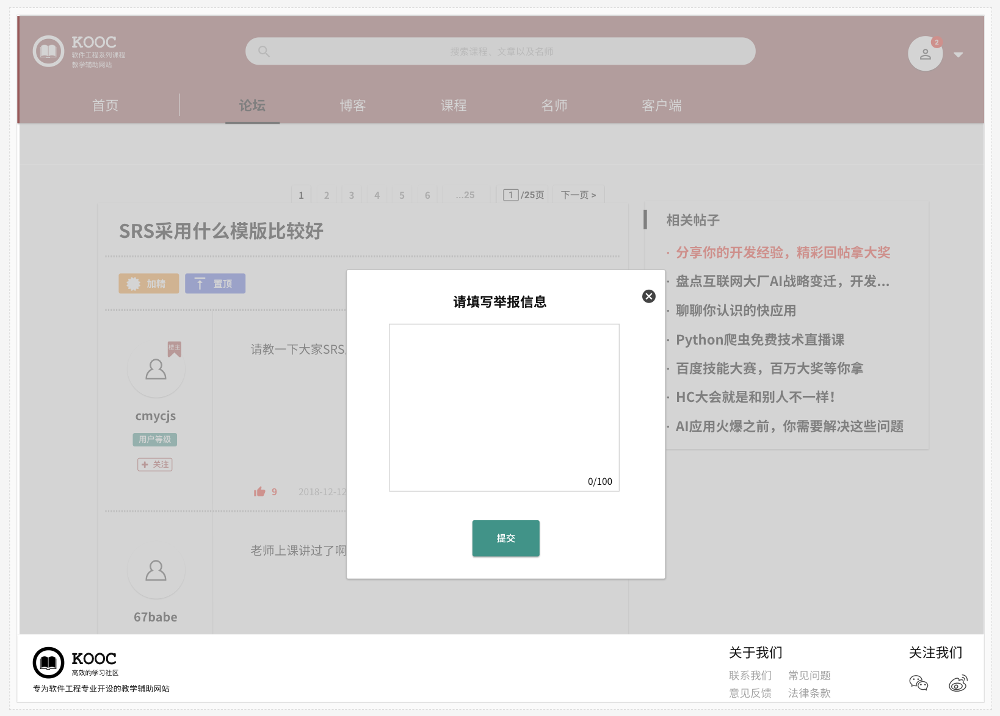 KOOC
软件工程系列课程
教学辅助网站
搜索课程、文章以及名师
2
首页
论坛
博客
课程
名师
客户端
1 2 3 4 5 6 ...25 1 /25页 下一页 >
SRS采用什么模版比较好
加精
置顶
楼主
请教一下大家SRS
cmycjs
用户等级
+ 关注
9
2018-12-12
老师上课讲过了啊
67babe
请填写举报信息
0/100
提交
相关帖子
· 分享你的开发经验，精彩回帖拿大奖
· 盘点互联网大厂AI战略变迁，开发...
· 聊聊你认识的快应用
· Python爬虫免费技术直播课
· 百度技能大赛，百万大奖等你拿
· HC大会就是和别人不一样！
· AI应用火爆之前，你需要解决这些问题
KOOC
高效的学习社区
专为软件工程专业开设的教学辅助网站
关于我们
联系我们 常见问题
意见反馈 法律条款
关注我们